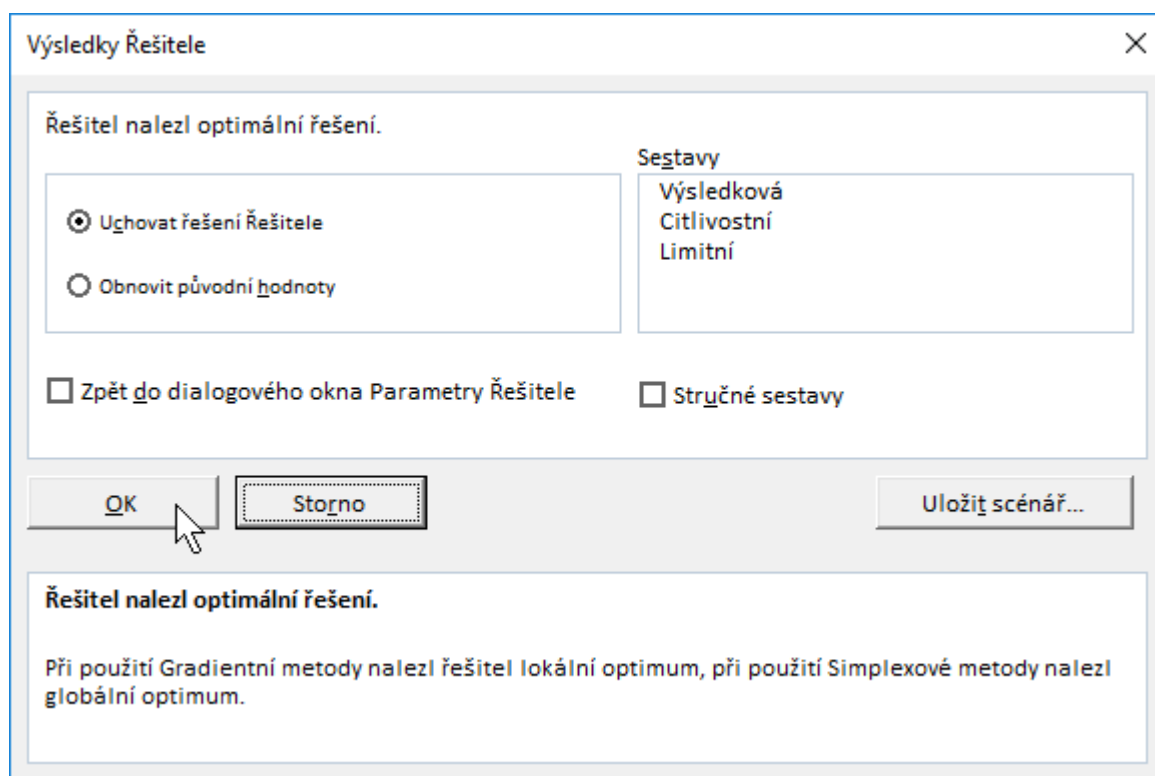 Výsledky Řešitele
Řešitel nalezl optimální řešení.
Sestavy
Výsledková
Citlivostní
Limitní
Uchovat řešení Řešitele
Obnovit původní hodnoty
Zpět do dialogového okna Parametry Řešitele
Stručné sestavy
OK
Storno
Uložit scénář...
Řešitel nalezl optimální řešení.
Při použití Gradientní metody nalezl řešitel lokální optimum, při použití Simplexové metody nalezl
globální optimum.